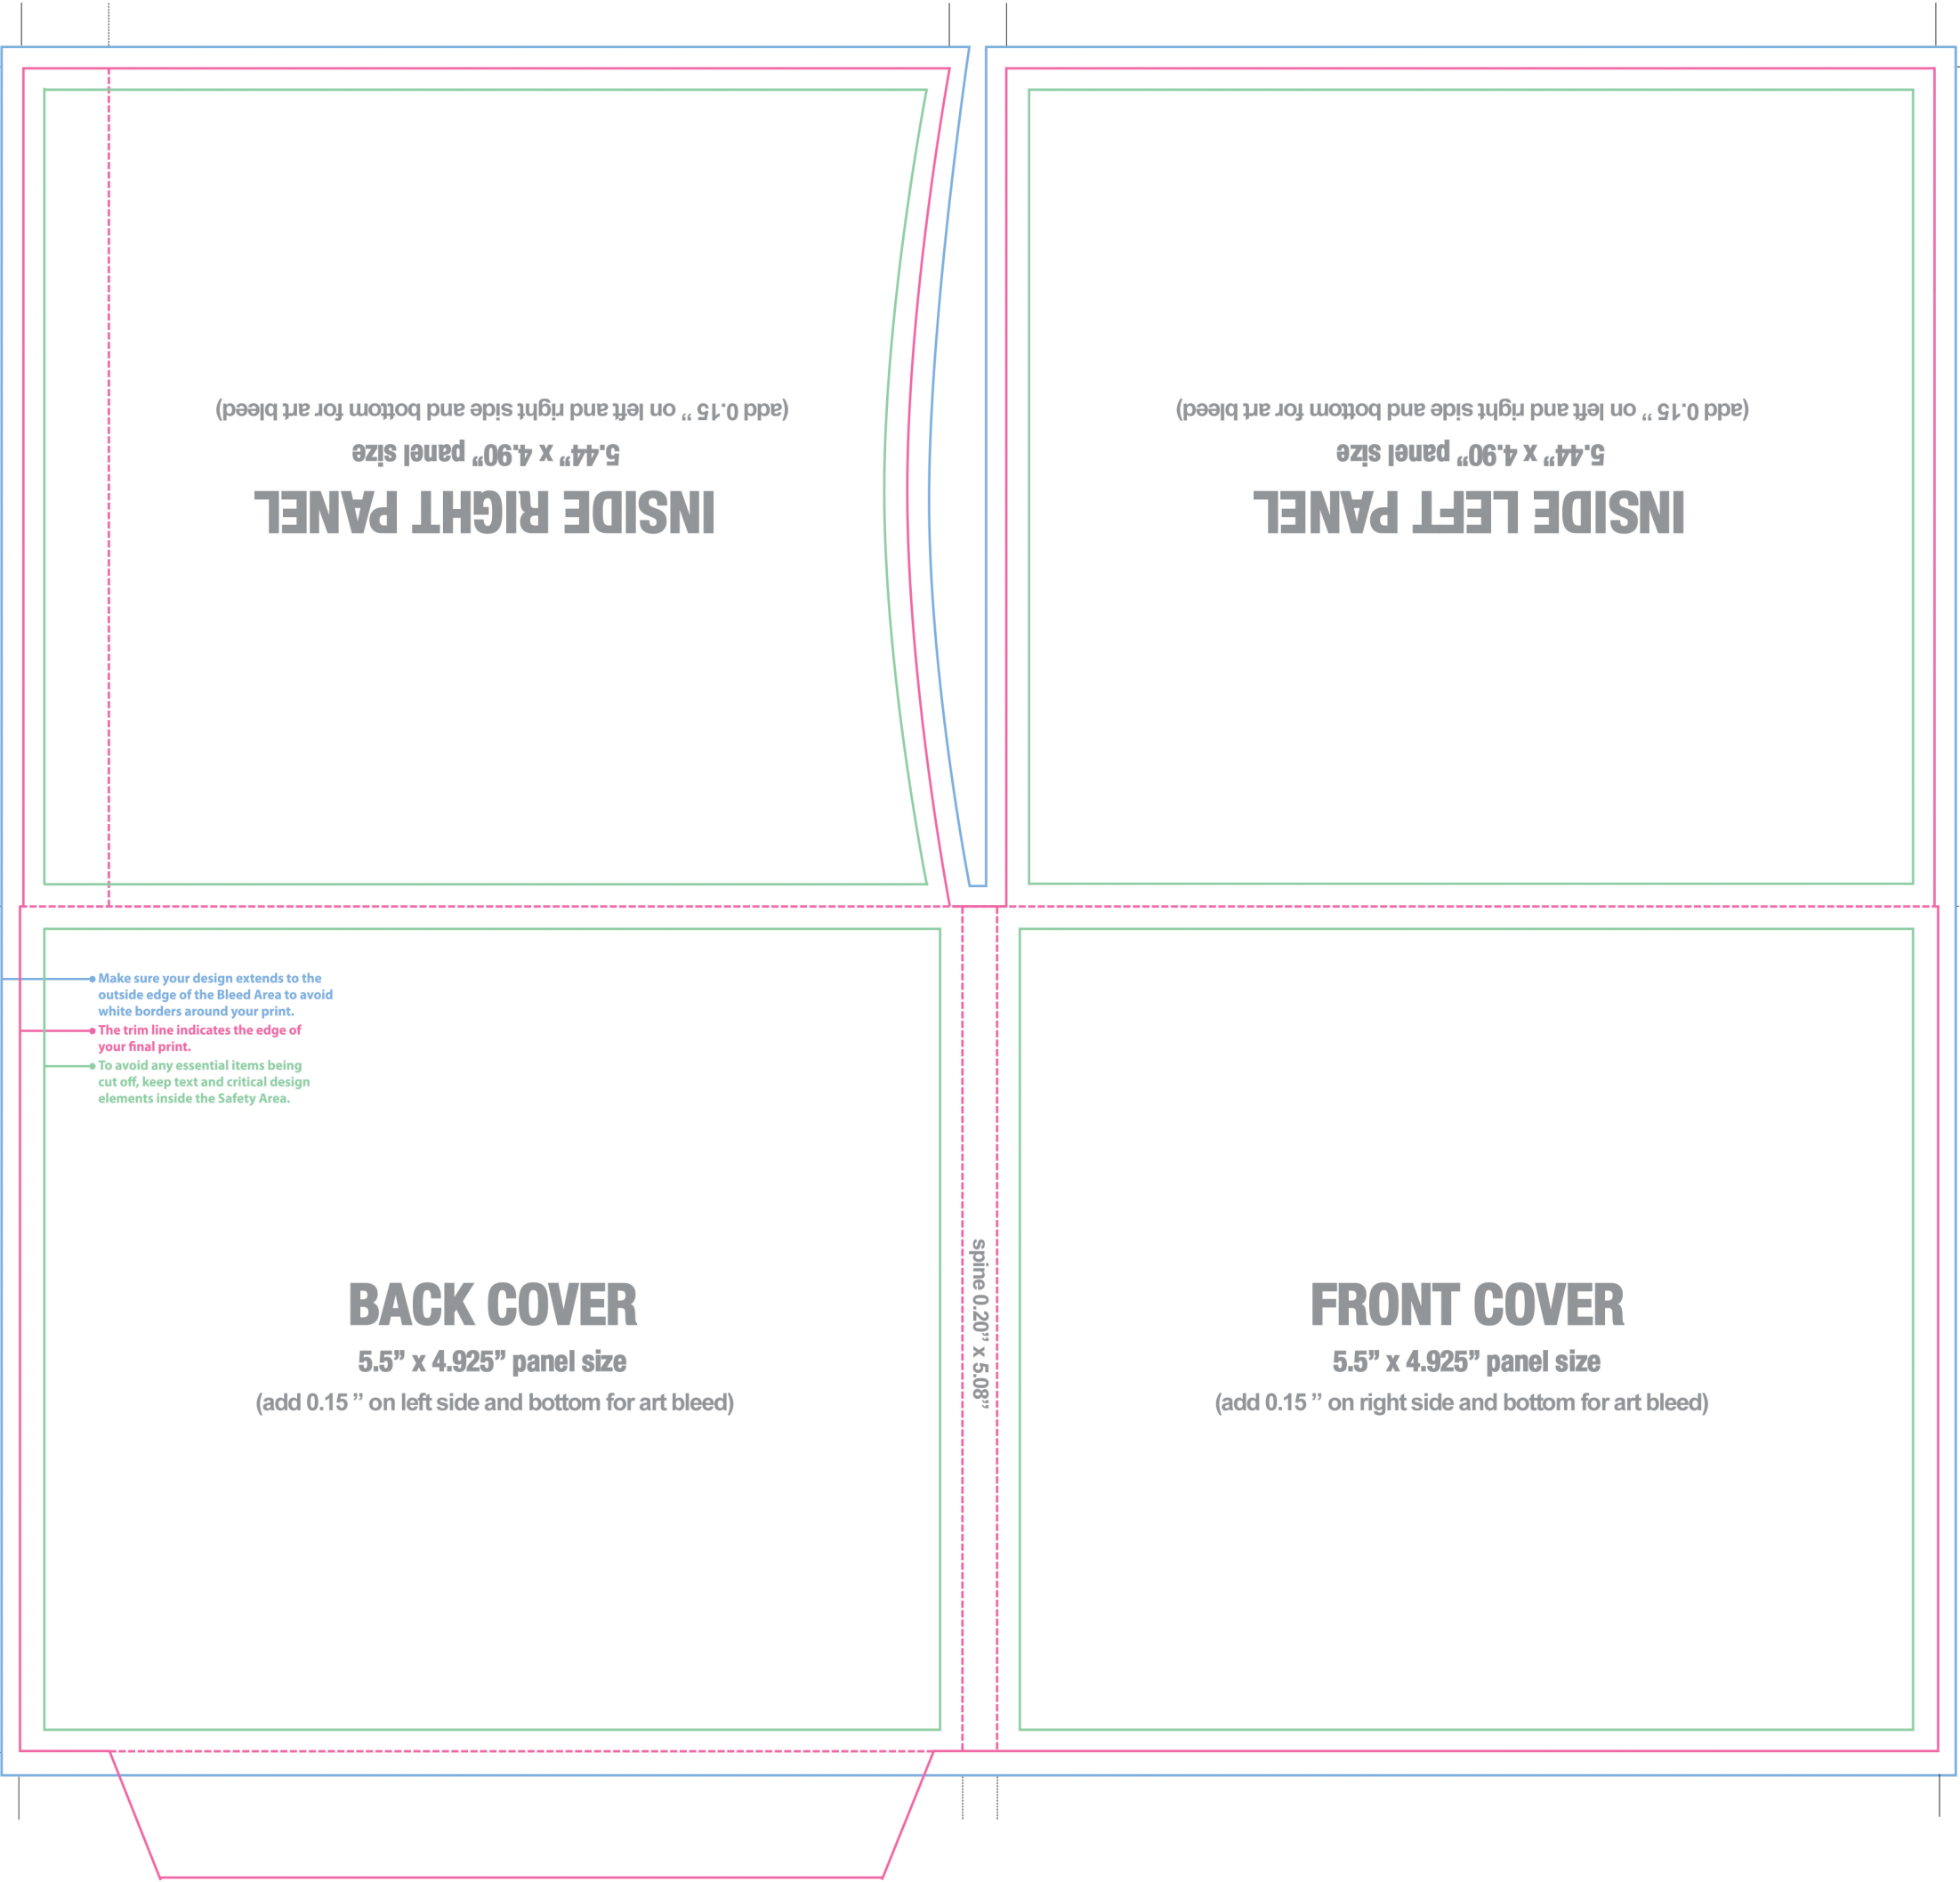 INSIDE RIGHT PANEL
5.44” x 4.90” panel size
(add 0.15 ” on left and right side and bottom for art bleed)
INSIDE LEFT PANEL
5.44” x 4.90” panel size
(add 0.15 ” on left and right side and bottom for art bleed)
Make sure your design extends to the
outside edge of the Bleed Area to avoid
white borders around your print.
The trim line indicates the edge of
your final print.
To avoid any essential items being
cut off, keep text and critical design
elements inside the Safety Area.
BACK COVER
5.5” x 4.925” panel size
(add 0.15 ” on left side and bottom for art bleed)
spine 0.20” x 5.08”
FRONT COVER
5.5” x 4.925” panel size
(add 0.15 ” on right side and bottom for art bleed)